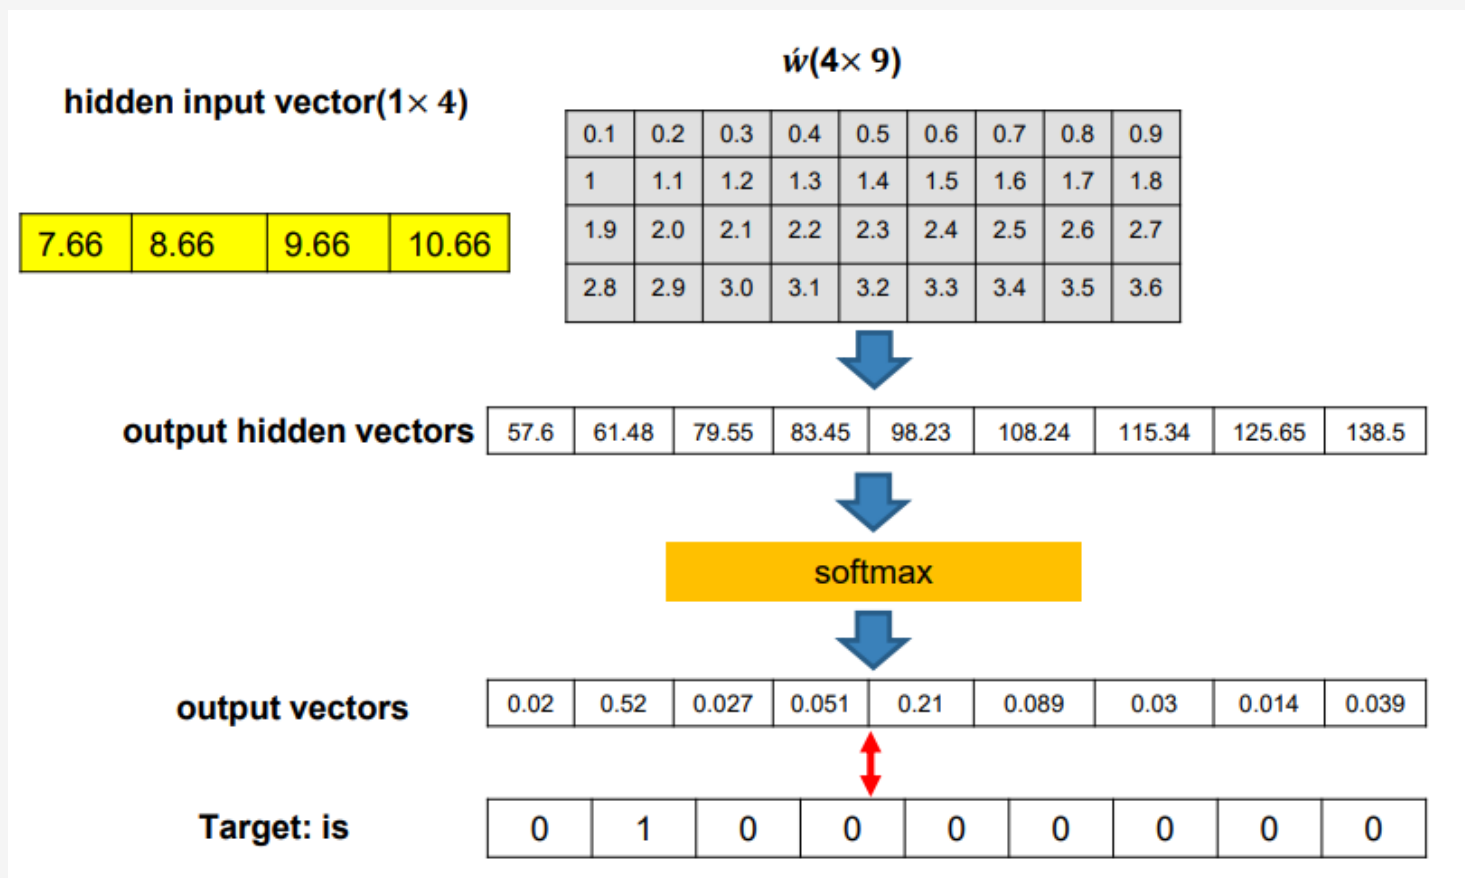 ẃ(4× 9)
hidden input vector(1× 4)
0.1 0.2 0.3 0.4 0.5 0.6 0.7 0.8 0.9
1 1.1 1.2 1.3 1.4 1.5 1.6 1.7 1.8
7.66 8.66 9.66 10.66
1.9 2.0 2.1 2.2 2.3 2.4 2.5 2.6 2.7
2.8 2.9 3.0 3.1 3.2 3.3 3.4 3.5 3.6
output hidden vectors 57.6 61.48 79.55 83.45 98.23 108.24 115.34 125.65 138.5
softmax
output vectors 0.02 0.52 0.027 0.051 0.21 0.089 0.03 0.014 0.039
Target: is 0 1 0 0 0 0 0 0 0